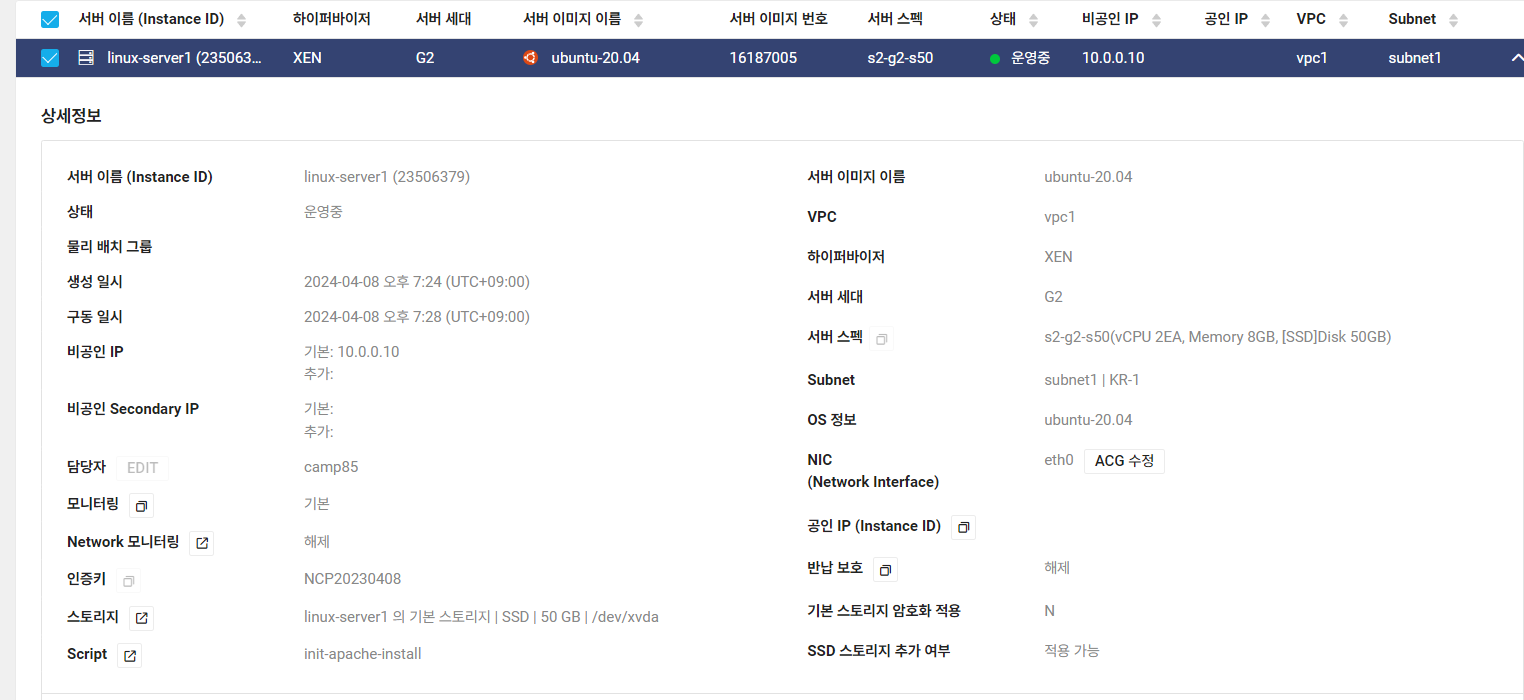 서버 이름 (Instance ID) 하이퍼바이저 서버 세대 서버 이미지 이름 서버 이미지 번호 서버 스펙 상태 비공인 IP 공인 IP VPC Subnet
linux-server1 (235063... XEN G2 ubuntu-20.04 16187005 s2-g2-s50 운영중 10.0.0.10 vpc1 subnet1
상세정보
서버 이름 (Instance ID) linux-server1 (23506379)
상태 운영중
물리 배치 그룹
생성 일시 2024-04-08 오후 7:24 (UTC+09:00)
구동 일시 2024-04-08 오후 7:28 (UTC+09:00)
비공인 IP 기본: 10.0.0.10
추가:
비공인 Secondary IP 기본:
추가:
담당자 EDIT camp85
모니터링 기본
Network 모니터링 해제
인증키 NCP20230408
스토리지 linux-server1 의 기본 스토리지 | SSD | 50 GB | /dev/xvda
Script init-apache-install
서버 이미지 이름 ubuntu-20.04
VPC vpc1
하이퍼바이저 XEN
서버 세대 G2
서버 스펙 s2-g2-s50(vCPU 2EA, Memory 8GB, [SSD]Disk 50GB)
Subnet subnet1 | KR-1
OS 정보 ubuntu-20.04
NIC eth0 ACG 수정
(Network Interface)
공인 IP (Instance ID)
반납 보호 해제
기본 스토리지 암호화 적용 N
SSD 스토리지 추가 여부 적용 가능